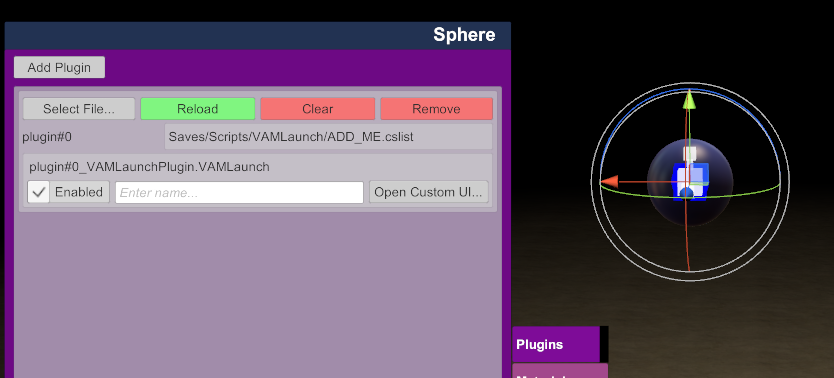 Sphere
Add Plugin
Select File... Reload Clear Remove
plugin#0 Saves/Scripts/VAMLaunch/ADD_ME.cslist
plugin#0_VAMLaunchPlugin.VAMLaunch
Enabled Enter name... Open Custom UI...
Plugins